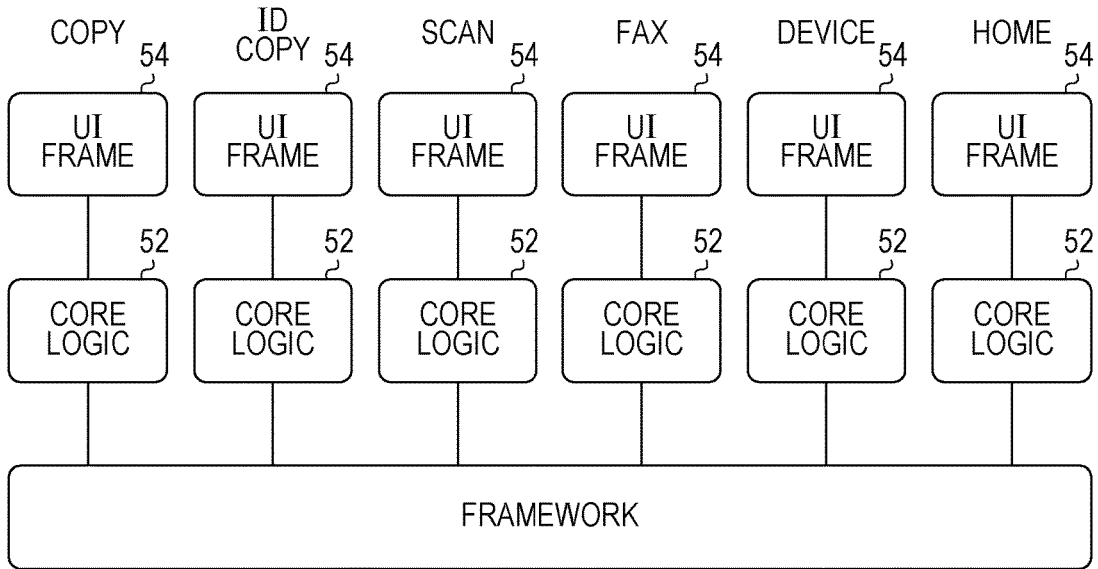 COPY
ID
COPY
SCAN
FAX
DEVICE
HOME
54
54
54
54
54
54
UI
FRAME
UI
FRAME
UI
FRAME
UI
FRAME
UI
FRAME
UI
FRAME
52
52
52
52
52
52
CORE
LOGIC
CORE
LOGIC
CORE
LOGIC
CORE
LOGIC
CORE
LOGIC
CORE
LOGIC
FRAMEWORK